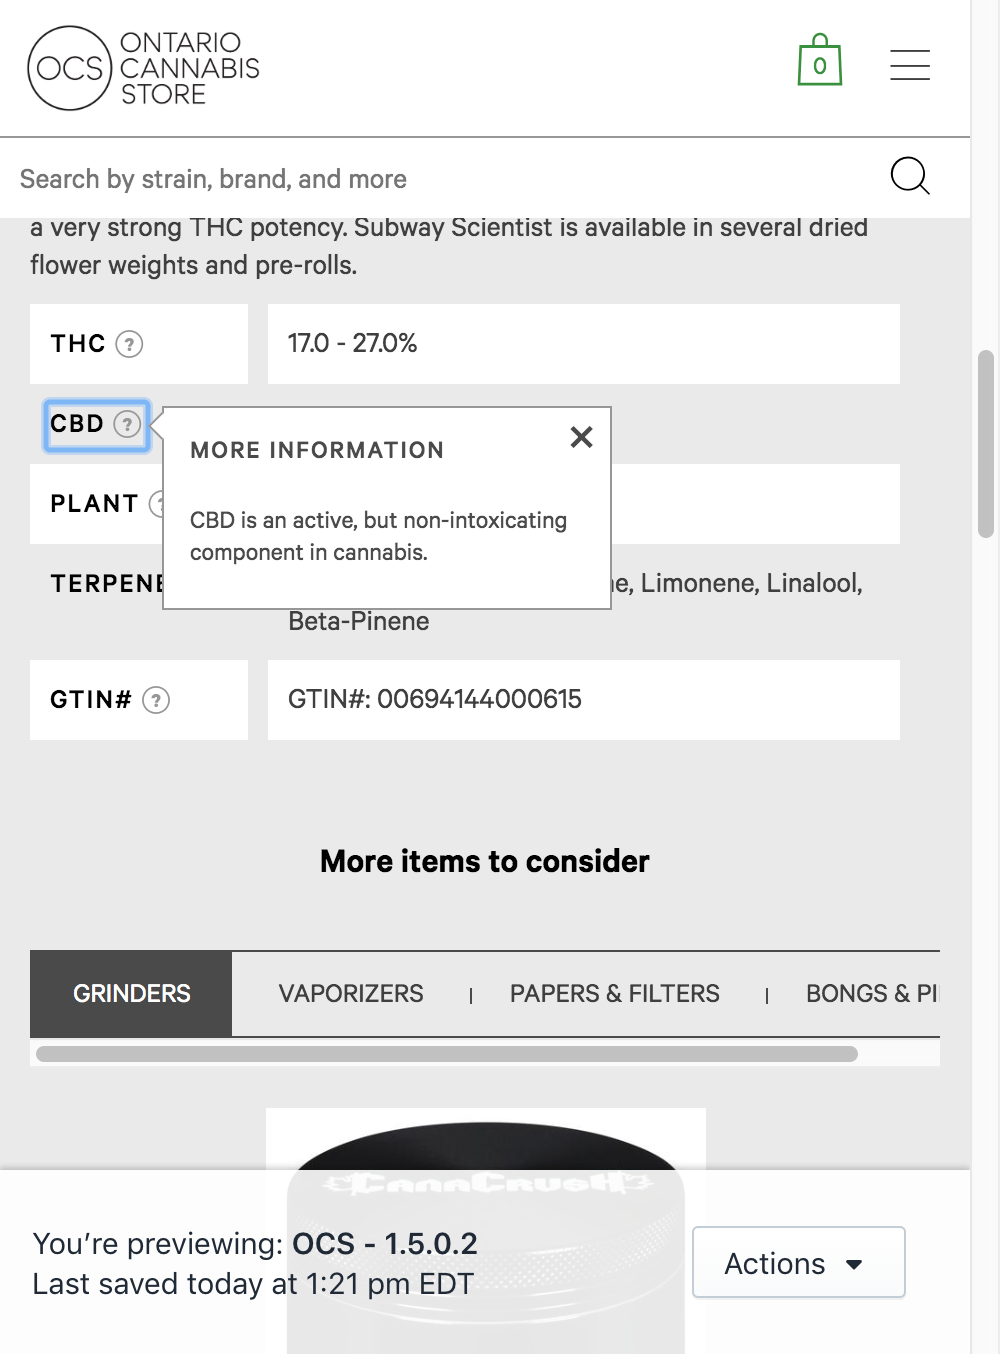 OCS
ONTARIO
CANNABIS
STORE
0
Search by strain, brand, and more
a very strong THC potency. Subway Scientist is available in several dried
flower weights and pre-rolls.
THC ?
17.0 - 27.0%
CBD ?
MORE INFORMATION
CBD is an active, but non-intoxicating
component in cannabis.
PLANT
Limonene, Linalool,
Beta-Pinene
GTIN# ?
GTIN#: 00694144000615
More items to consider
GRINDERS
VAPORIZERS | PAPERS & FILTERS | BONGS &
CannaCrush
You're previewing: OCS - 1.5.0.2
Last saved today at 1:21 pm EDT
Actions